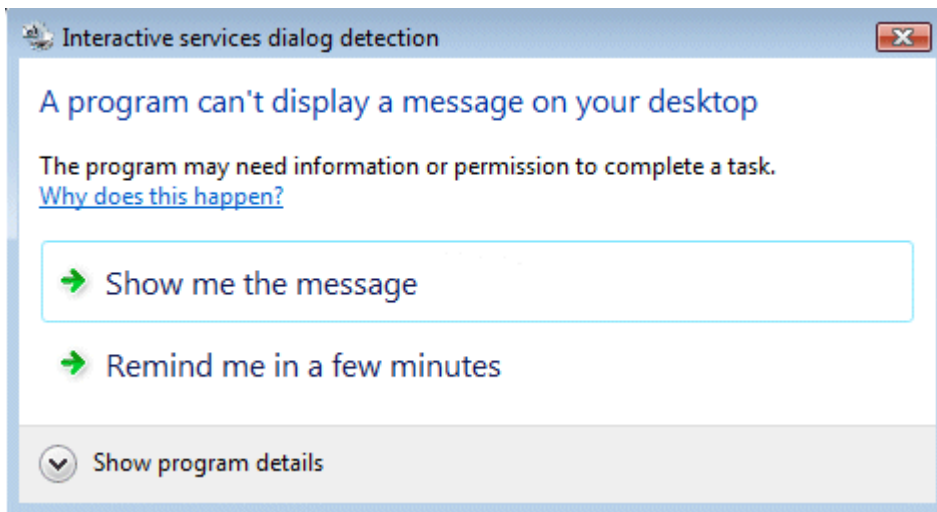 Interactive services dialog detection
A program can't display a message on your desktop
The program may need information or permission to complete a task.
Why does this happen?
Show me the message
Remind me in a few minutes
Show program details